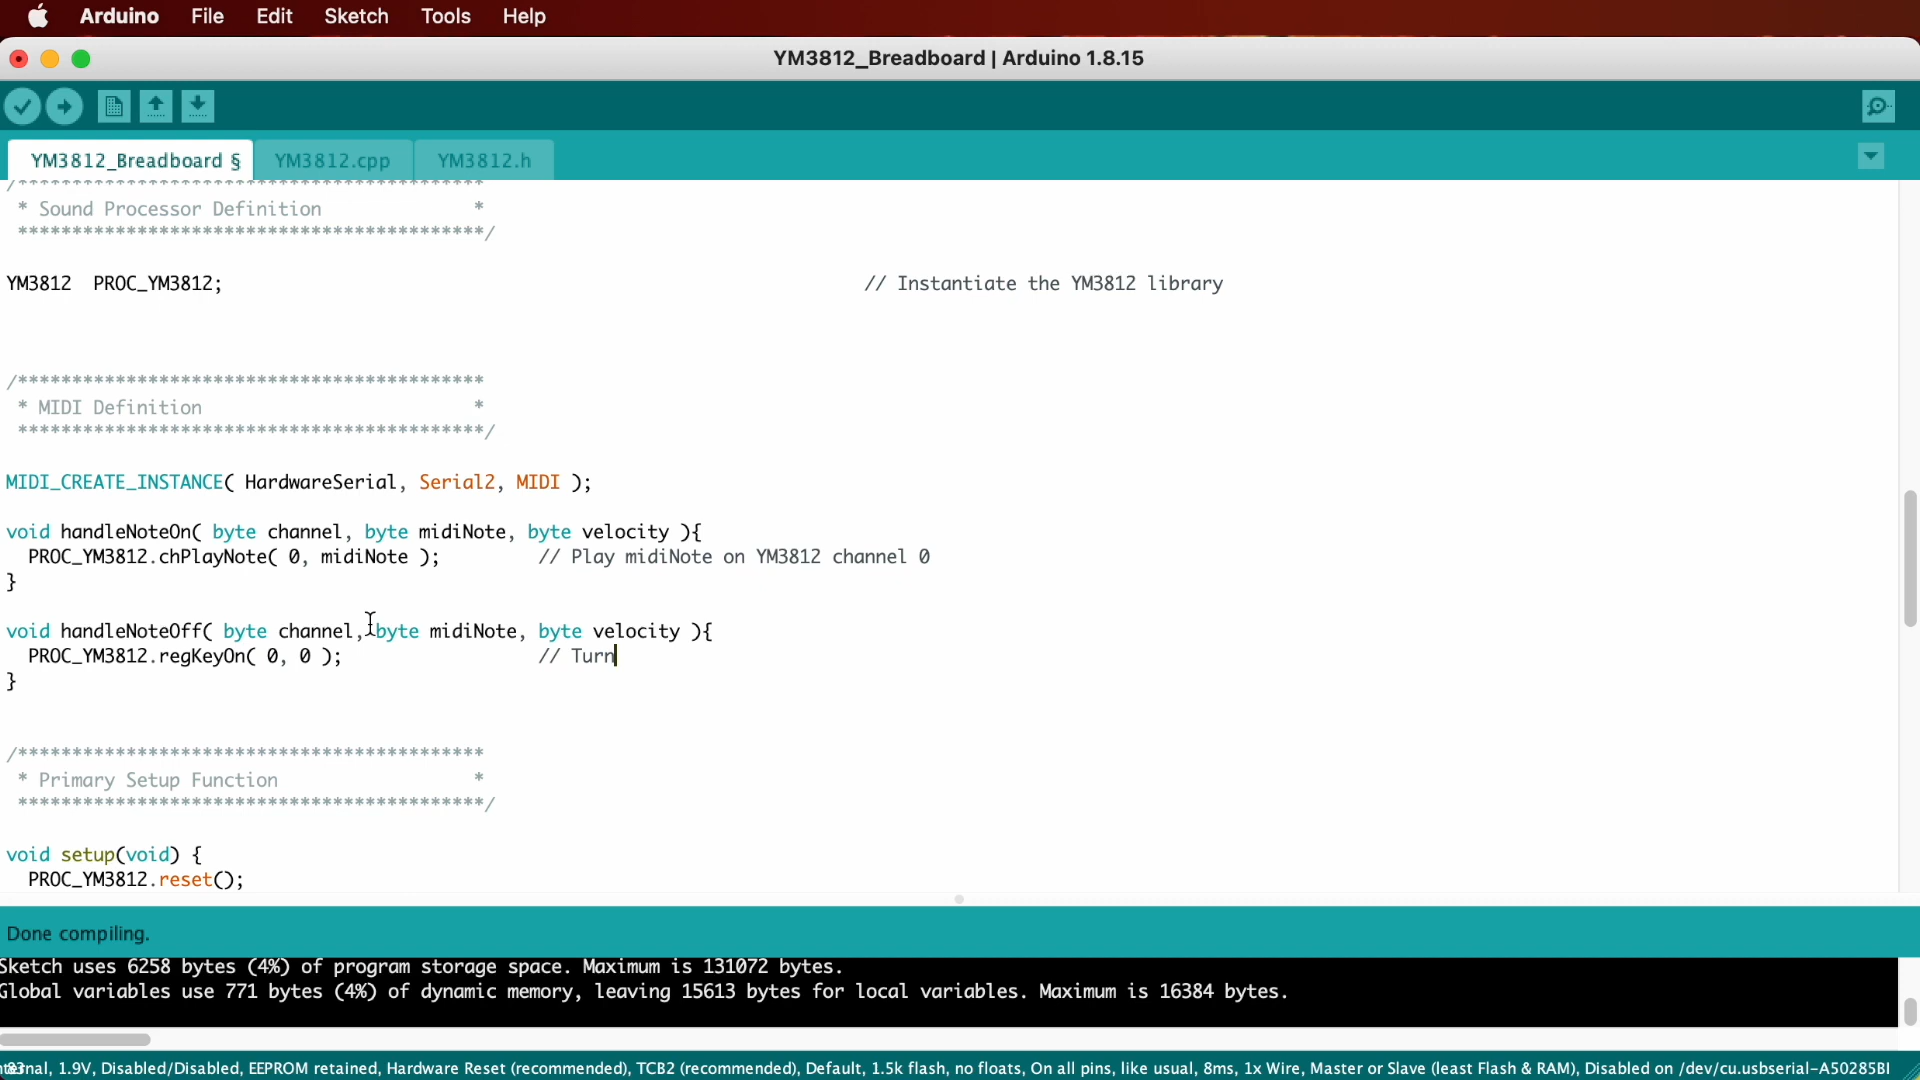 Arduino File Edit Sketch Tools Help
YM3812_Breadboard | Arduino 1.8.15
YM3812_Breadboard § YM3812.cpp YM3812.h
/*******************************************
* Sound Processor Definition *
*******************************************/
YM3812 PROC_YM3812; // Instantiate the YM3812 library
/*******************************************
* MIDI Definition *
*******************************************/
MIDI_CREATE_INSTANCE( HardwareSerial, Serial2, MIDI );
void handleNoteOn( byte channel, byte midiNote, byte velocity ){
PROC_YM3812.chPlayNote( 0, midiNote ); // Play midiNote on YM3812 channel 0
}
void handleNoteOff( byte channel, byte midiNote, byte velocity ){
PROC_YM3812.regKeyOn( 0, 0 ); // Turn
}
/*******************************************
* Primary Setup Function *
*******************************************/
void setup(void) {
PROC_YM3812.reset();
Done compiling.
Sketch uses 6258 bytes (4%) of program storage space. Maximum is 131072 bytes.
Global variables use 771 bytes (4%) of dynamic memory, leaving 15613 bytes for local variables. Maximum is 16384 bytes.
1.9V, Disabled/Disabled, EEPROM retained, Hardware Reset (recommended), TCB2 (recommended), Default, 1.5k flash, no floats, On all pins, like usual, 8ms, 1x Wire, Master or Slave (least Flash & RAM), Disabled on /dev/cu.usbserial-A50285BI